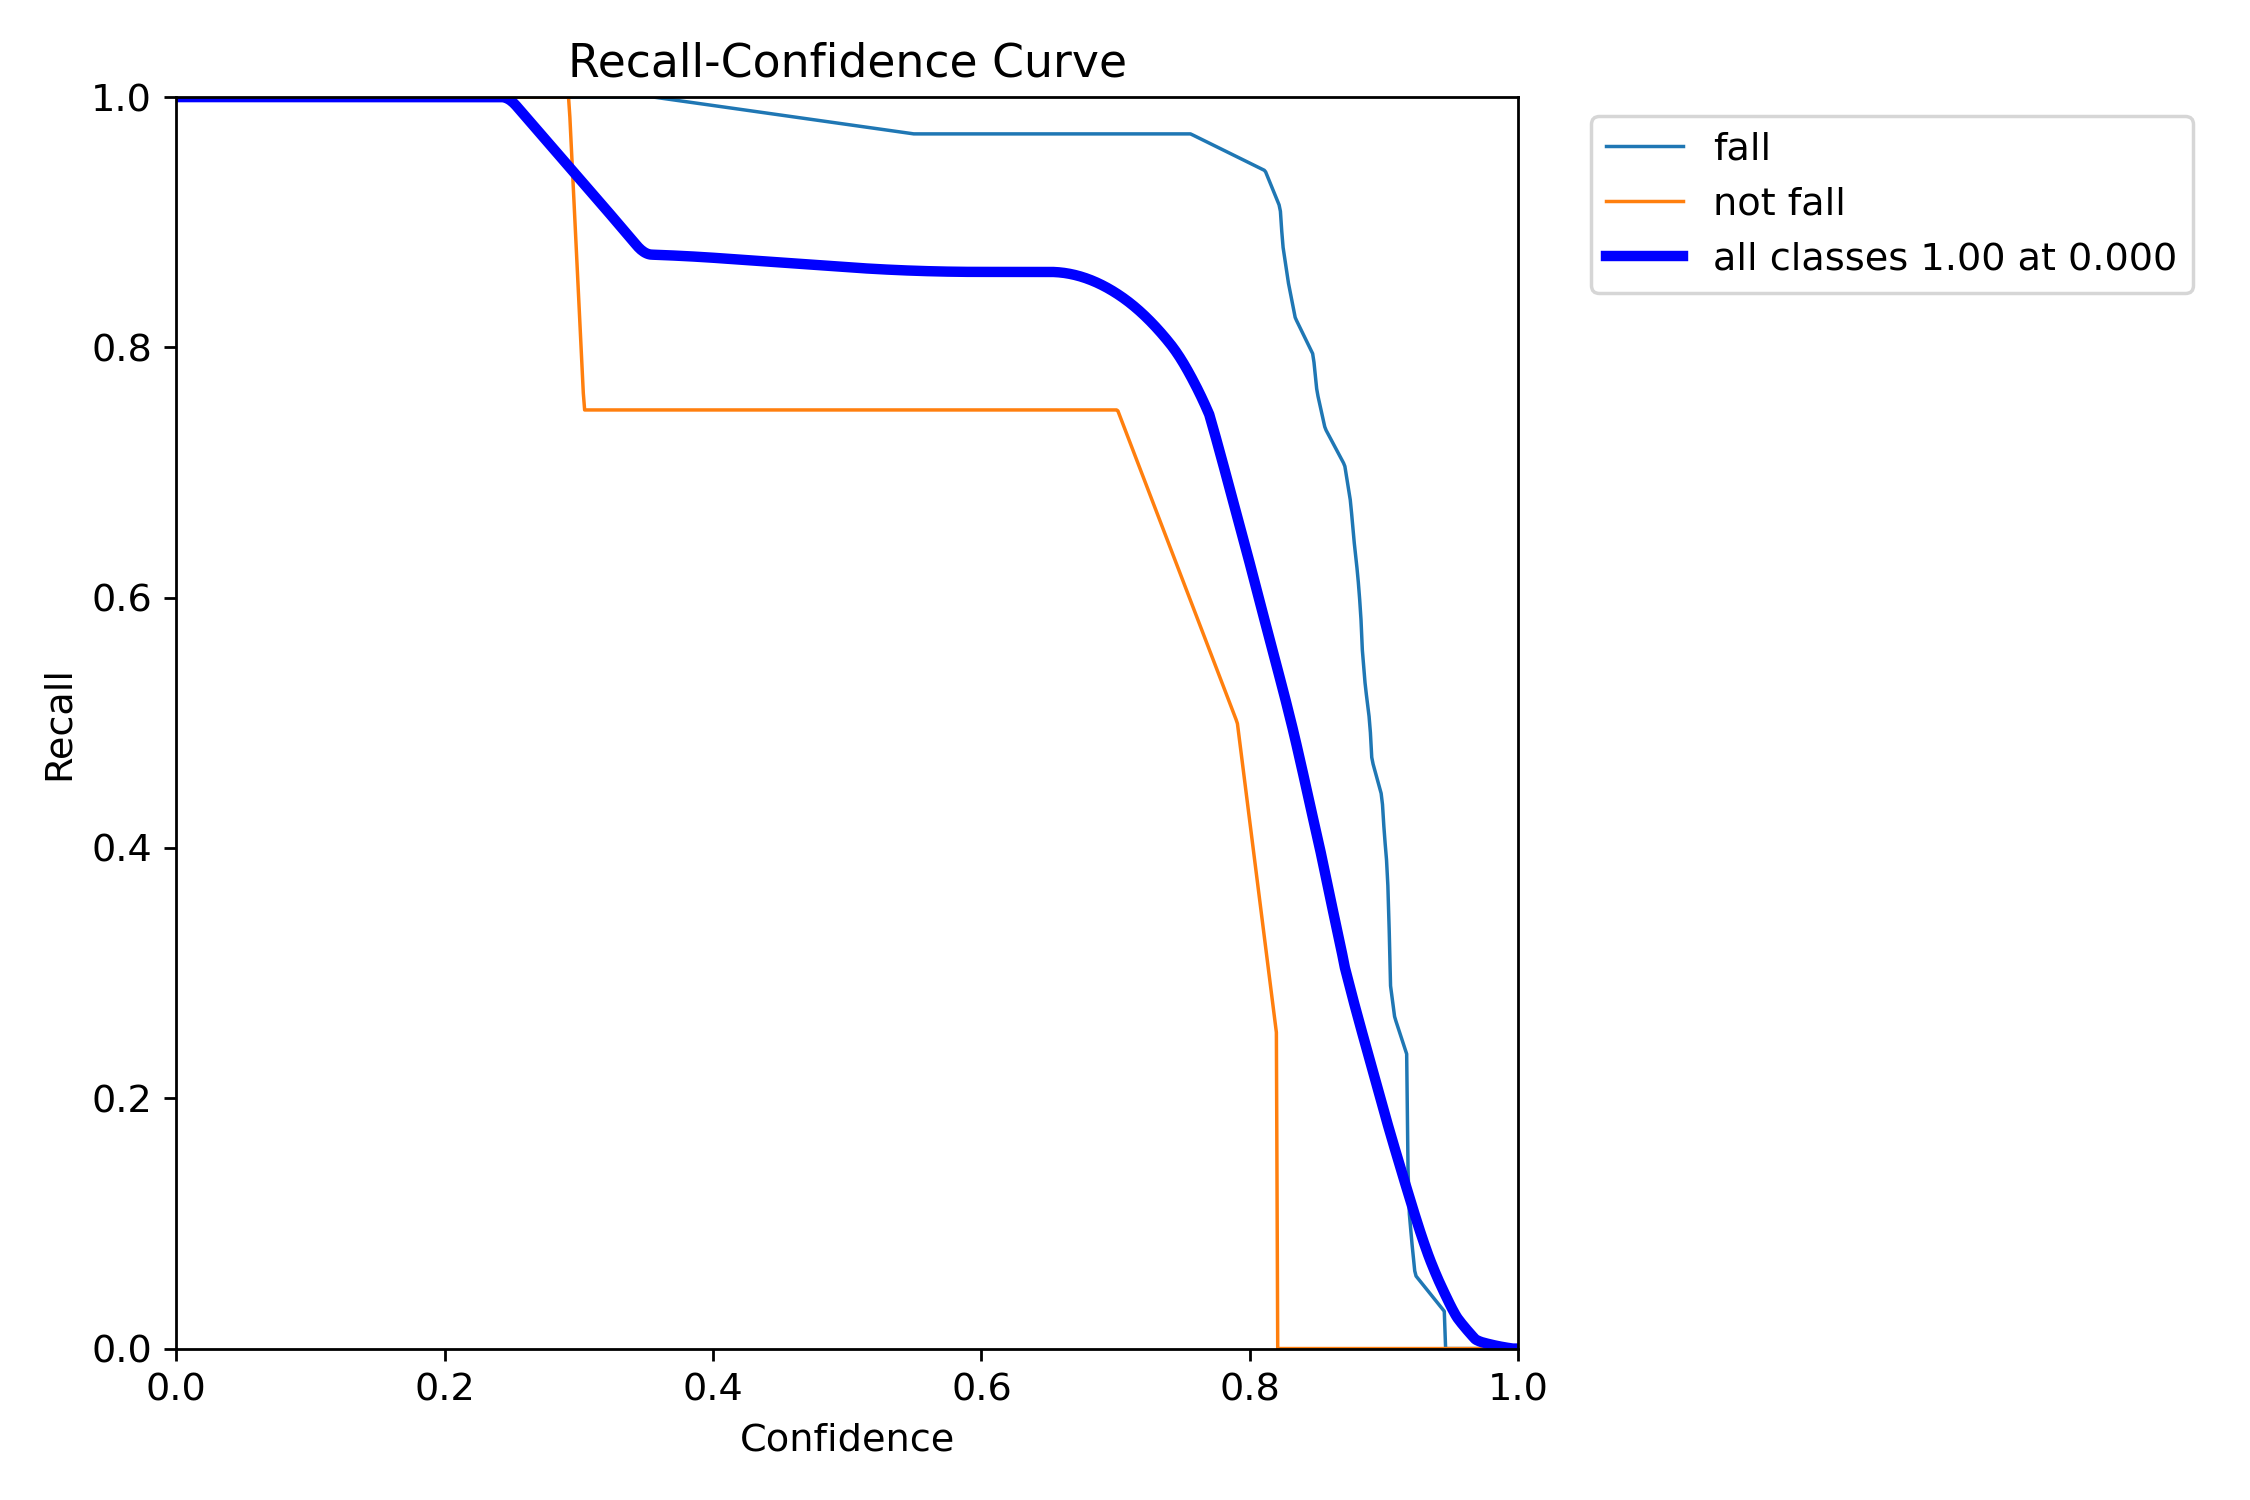 Recall-Confidence Curve
1.0
0.8
0.6
0.4
0.2
0.0
Recall
0.0 0.2 0.4 0.6 0.8 1.0
Confidence
fall
not fall
all classes 1.00 at 0.000